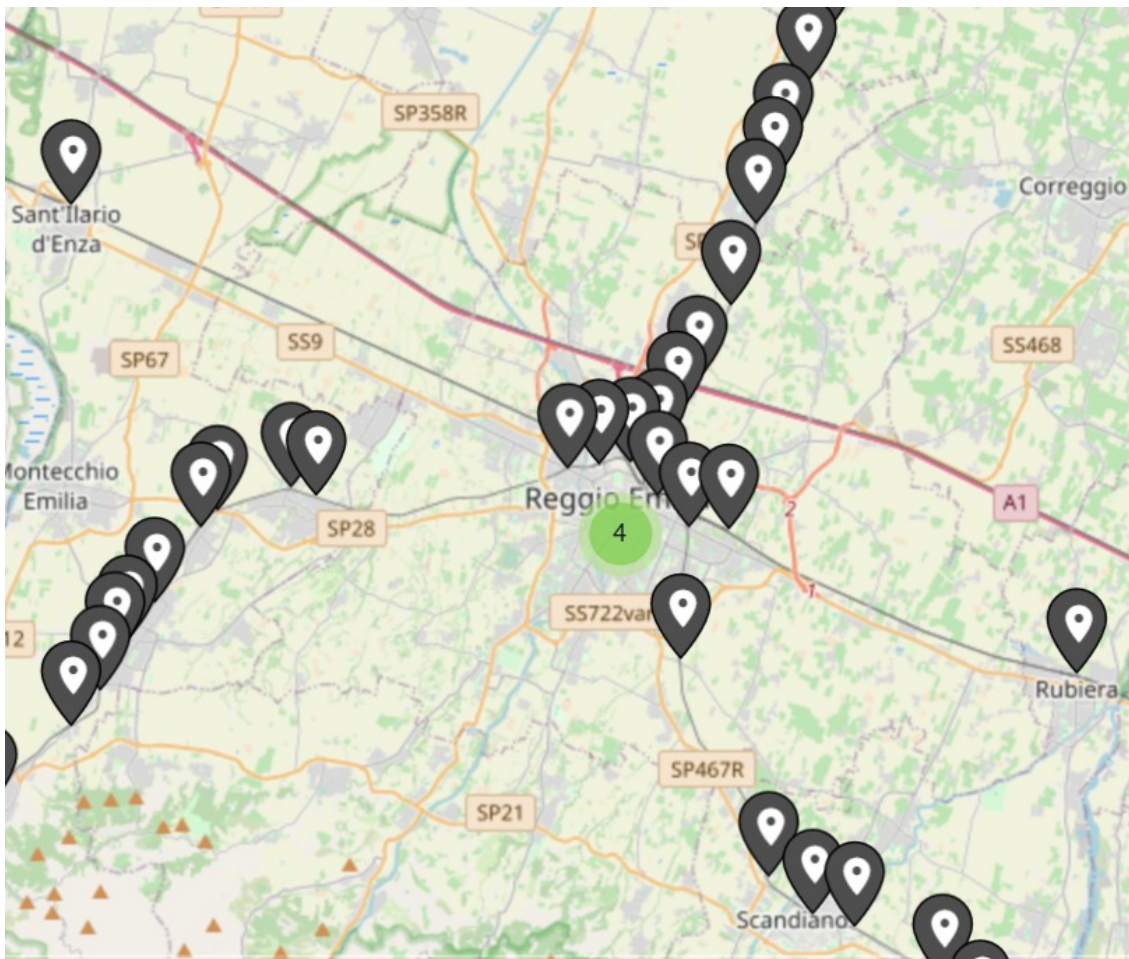 SP358R
Correggio
Sant'Ilario
d'Enza
SS9
SP67
SS468
Montecchio
Emilia
Reggio Em
A1
2
SP28
4
1
SS722var
12
Rubiera
SP467R
SP21
Scandiano